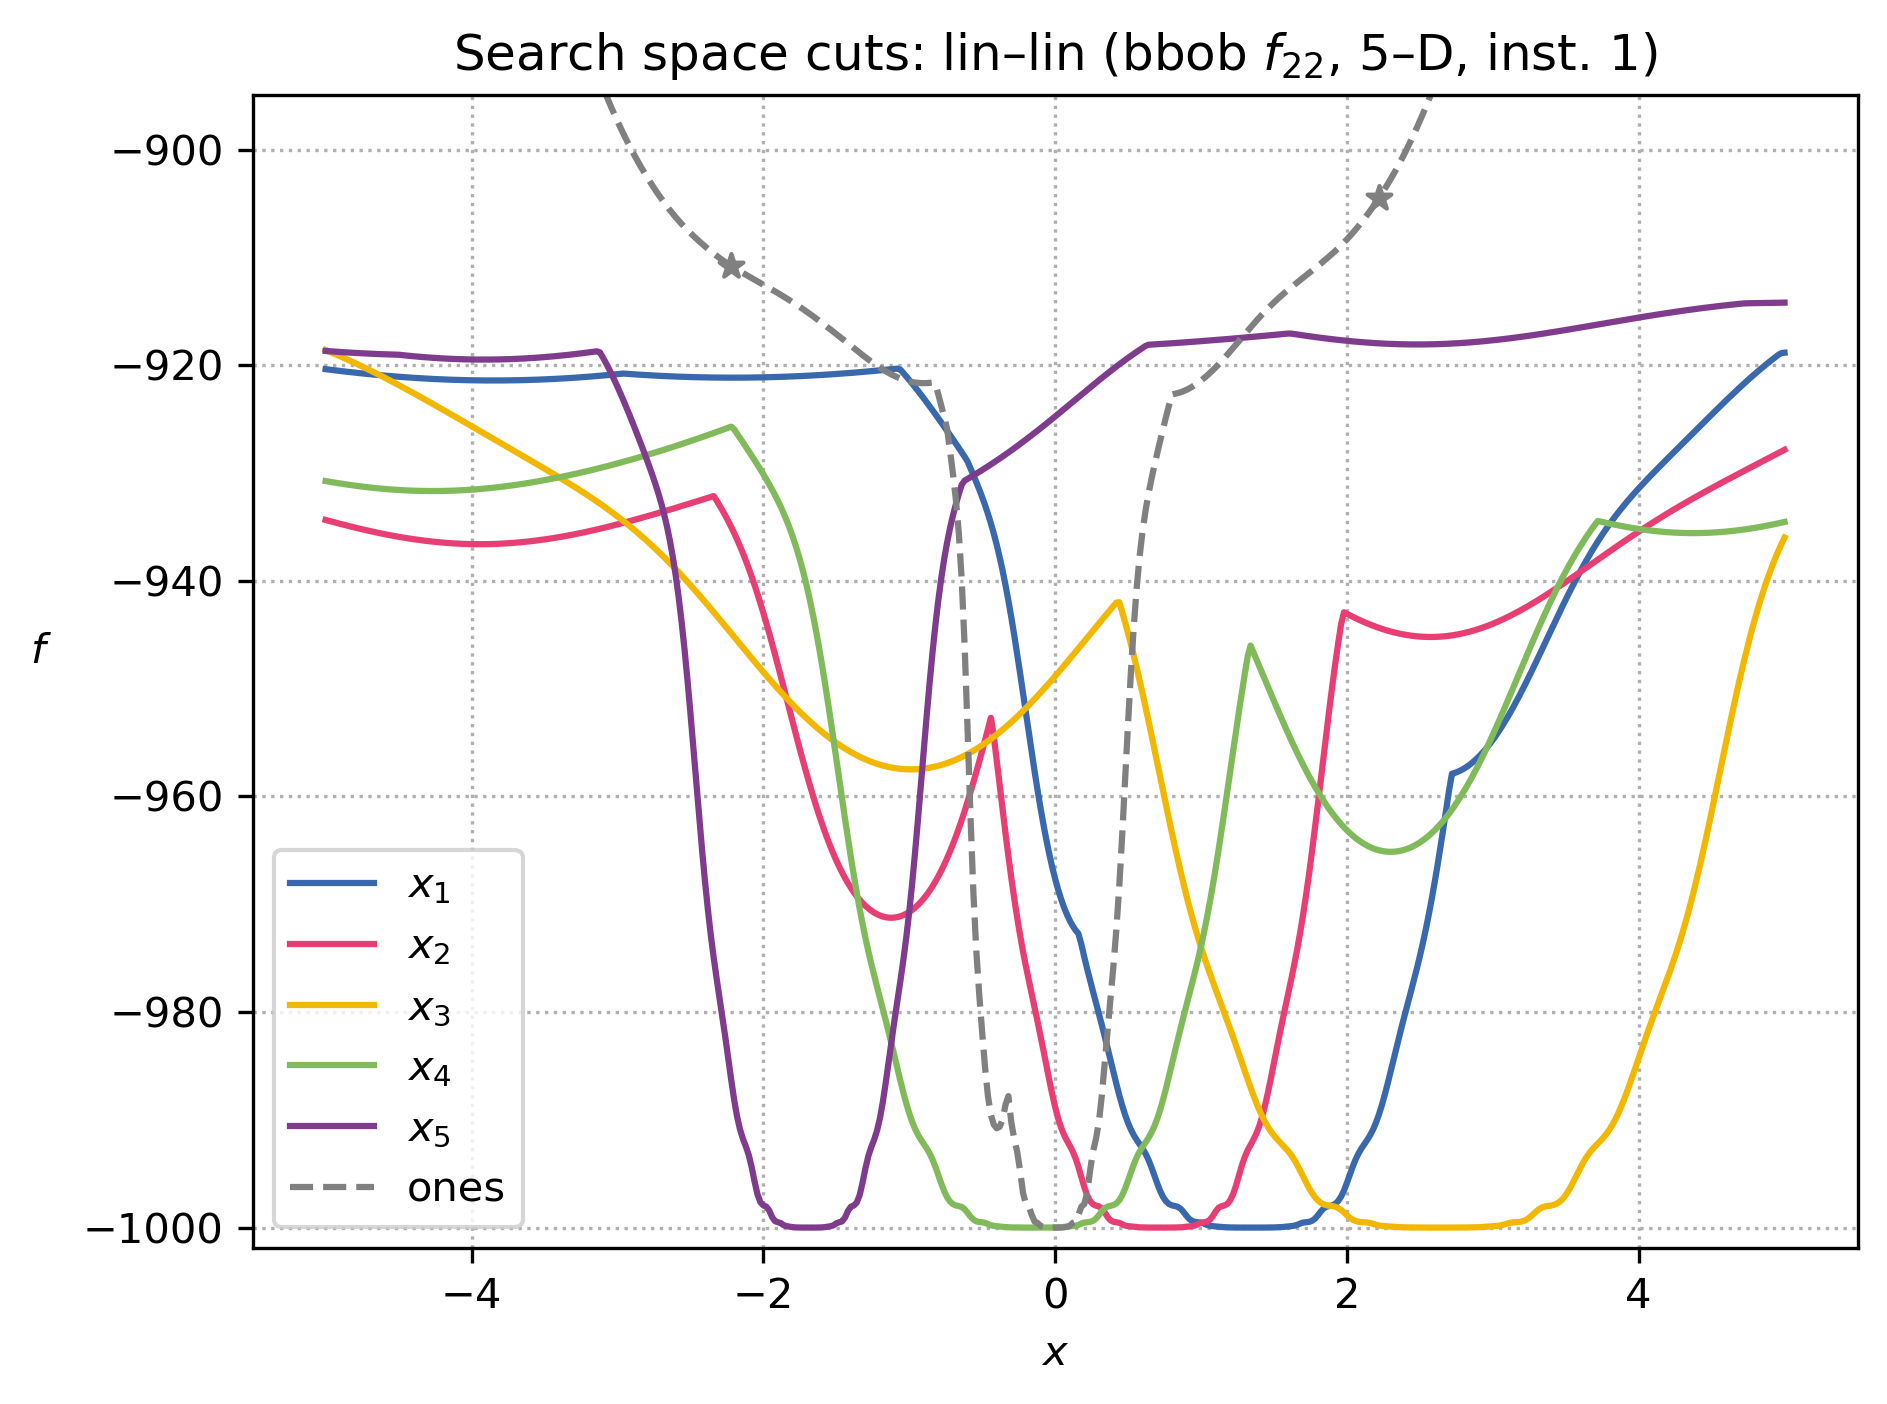 Search space cuts: lin–lin (bbob f₂₂, 5–D, inst. 1)
−900
−920
−940
f
−960
−980
−1000
x₁
x₂
x₃
x₄
x₅
ones
−4 −2 0 2 4
x